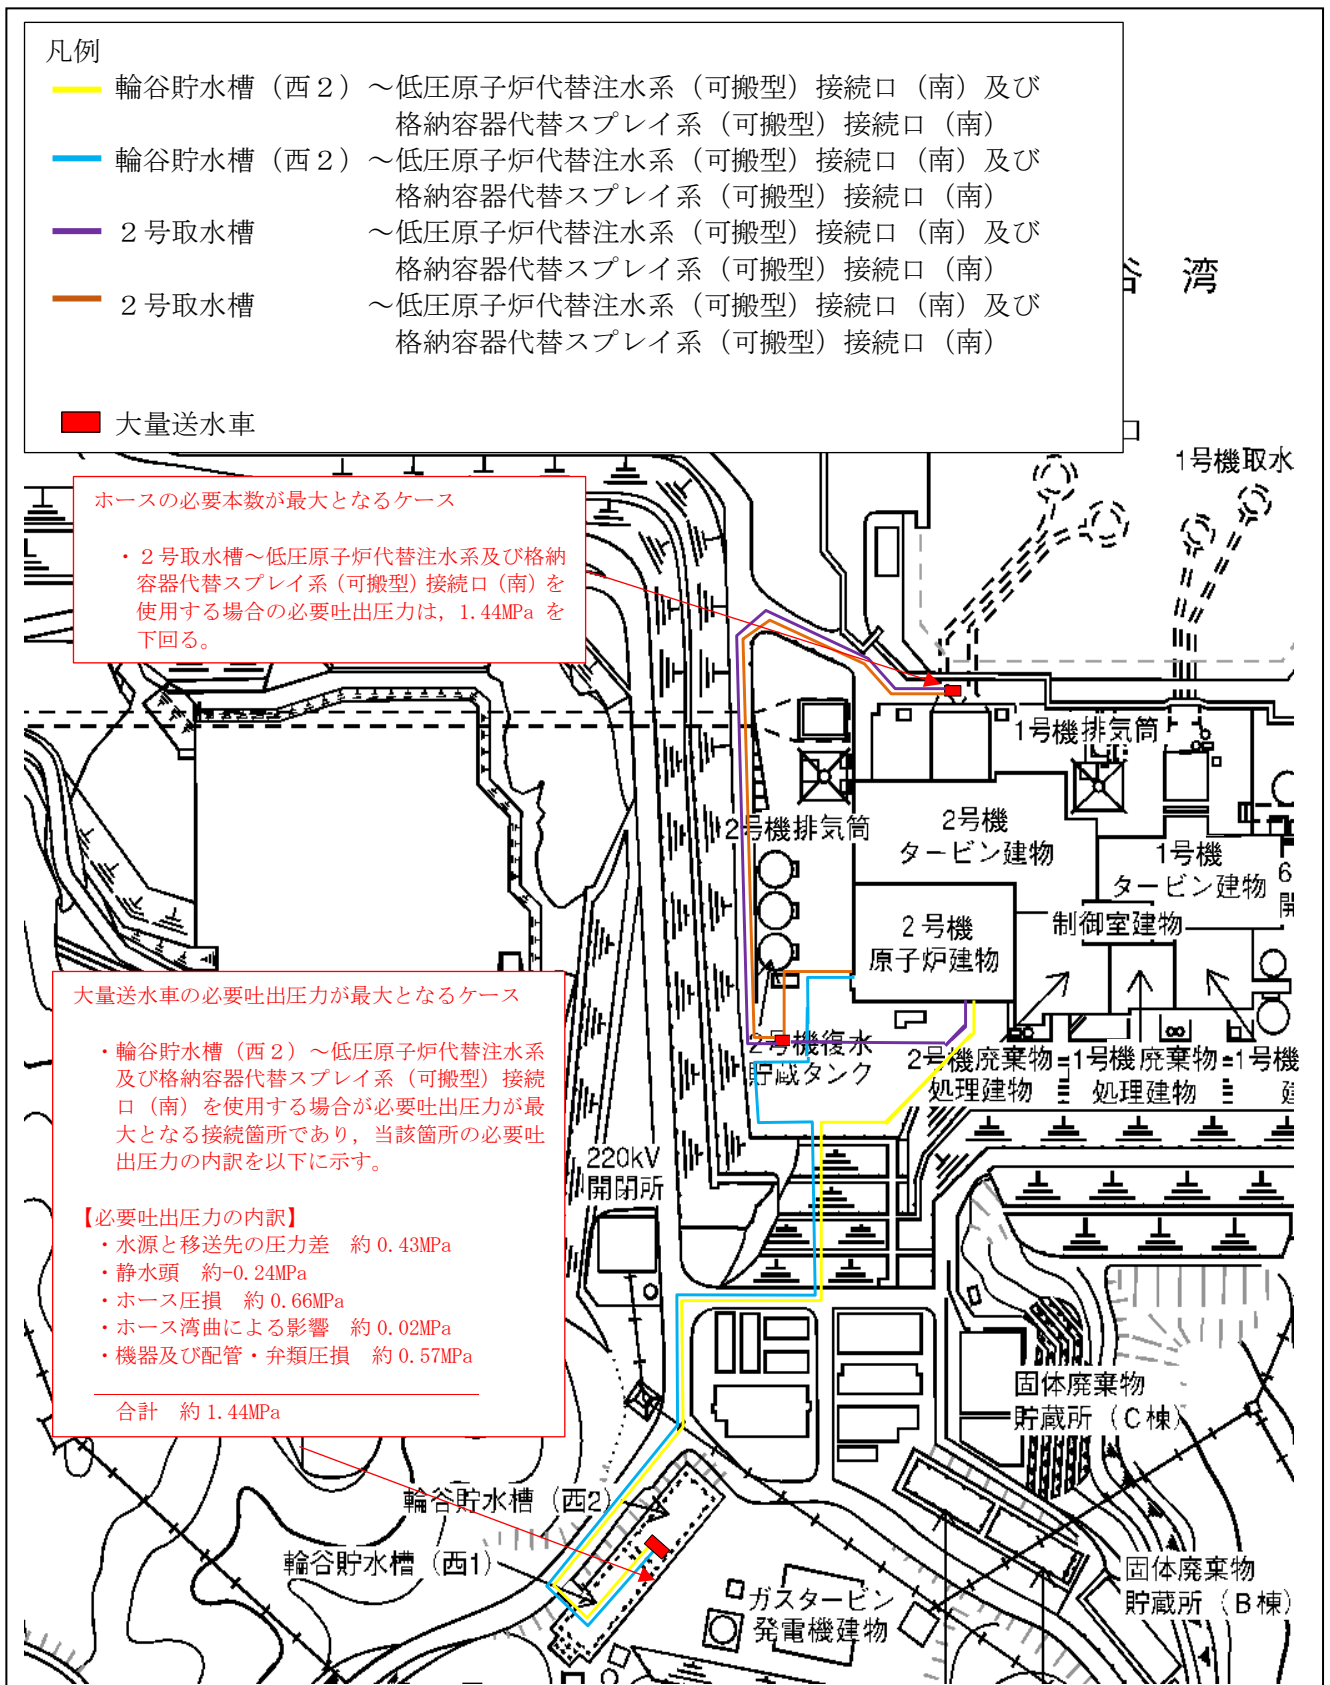 凡例
輪谷貯水槽（西２）～低圧原子炉代替注水系（可搬型）接続口（南）及び
格納容器代替スプレイ系（可搬型）接続口（南）
輪谷貯水槽（西２）～低圧原子炉代替注水系（可搬型）接続口（南）及び
格納容器代替スプレイ系（可搬型）接続口（南）
２号取水槽　　　　～低圧原子炉代替注水系（可搬型）接続口（南）及び
格納容器代替スプレイ系（可搬型）接続口（南）
２号取水槽　　　　～低圧原子炉代替注水系（可搬型）接続口（南）及び
格納容器代替スプレイ系（可搬型）接続口（南）
大量送水車
湾
1号機取水
ホースの必要本数が最大となるケース
・２号取水槽～低圧原子炉代替注水系及び格納
容器代替スプレイ系（可搬型）接続口（南）を
使用する場合の必要吐出圧力は，1.44MPa を
下回る。
1号機排気筒
2号機排気筒
2号機
タービン建物
1号機
タービン建物
6
開
制御室建物
2号機
原子炉建物
2号機復水
貯蔵タンク
2号機廃棄物
処理建物
1号機廃棄物
処理建物
1号機
大量送水車の必要吐出圧力が最大となるケース
・輪谷貯水槽（西２）～低圧原子炉代替注水系
及び格納容器代替スプレイ系（可搬型）接続
口（南）を使用する場合が必要吐出圧力が最
大となる接続箇所であり，当該箇所の必要吐
出圧力の内訳を以下に示す。
【必要吐出圧力の内訳】
・水源と移送先の圧力差　約 0.43MPa
・静水頭　約-0.24MPa
・ホース圧損　約 0.66MPa
・ホース湾曲による影響　約 0.02MPa
・機器及び配管・弁類圧損　約 0.57MPa
合計　約 1.44MPa
220kV
開閉所
固体廃棄物
貯蔵所（C棟）
輪谷貯水槽（西2）
輪谷貯水槽（西1）
ガスタービン
発電機建物
固体廃棄物
貯蔵所（B棟）